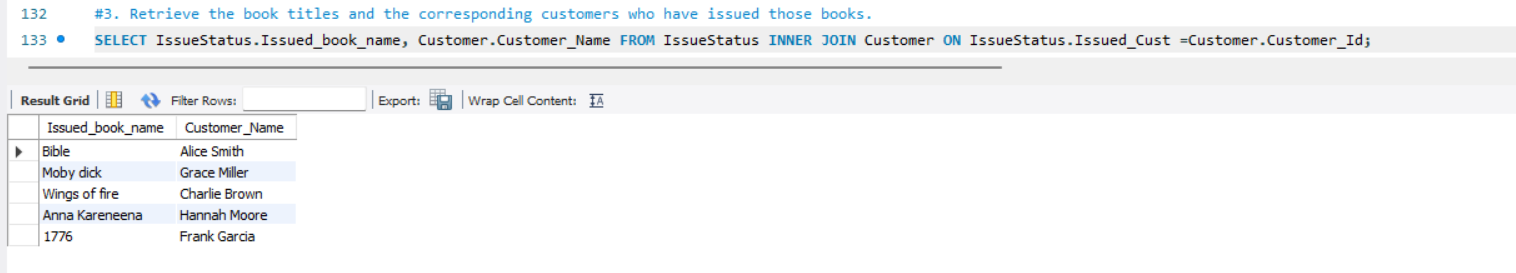 132 #3. Retrieve the book titles and the corresponding customers who have issued those books.
133 SELECT IssueStatus.Issued_book_name, Customer.Customer_Name FROM IssueStatus INNER JOIN Customer ON IssueStatus.Issued_Cust =Customer.Customer_Id;
Result Grid Filter Rows: Export: Wrap Cell Content: IA
Issued_book_name Customer_Name
Bible Alice Smith
Moby dick Grace Miller
Wings of fire Charlie Brown
Anna Kareneena Hannah Moore
1776 Frank Garcia